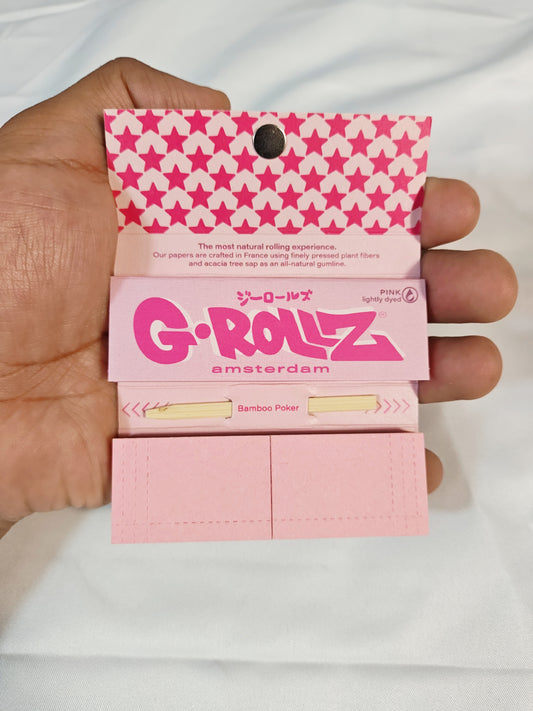 The most natural rolling experience.
Our papers are crafted in France using finely pressed plant fibers
and acacia tree sap as an all-natural gumline.
ジーロールズ
PINK
lightly dyed
G·ROLLZ
amsterdam
Bamboo Poker